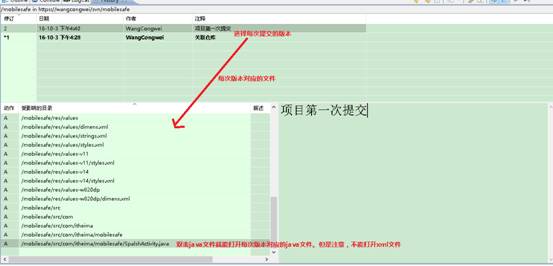 Outline Console LogCat History
/mobilesafe in https://wangcongwei/svn/mobilesafe
修订 日期 作者 注释
2 16-10-3 下午4:42 WangCongwei 项目第一次提交
*1 16-10-3 下午4:28 WangCongwei 关联仓库
选择每次提交的版本
每次版本对应的文件
动作 受影响的目录 描述
A /mobilesafe/res/values
A /mobilesafe/res/values/dimens.xml
A /mobilesafe/res/values/strings.xml
A /mobilesafe/res/values/styles.xml
A /mobilesafe/res/values-v11
A /mobilesafe/res/values-v11/styles.xml
A /mobilesafe/res/values-v14
A /mobilesafe/res/values-v14/styles.xml
A /mobilesafe/res/values-w820dp
A /mobilesafe/res/values-w820dp/dimens.xml
A /mobilesafe/src
A /mobilesafe/src/com
A /mobilesafe/src/com/itheima
A /mobilesafe/src/com/itheima/mobilesafe
A /mobilesafe/src/com/itheima/mobilesafe/SpalshActivity.java
项目第一次提交
双击java文件就能打开每次版本对应的java文件。但是注意，不能打开xml文件